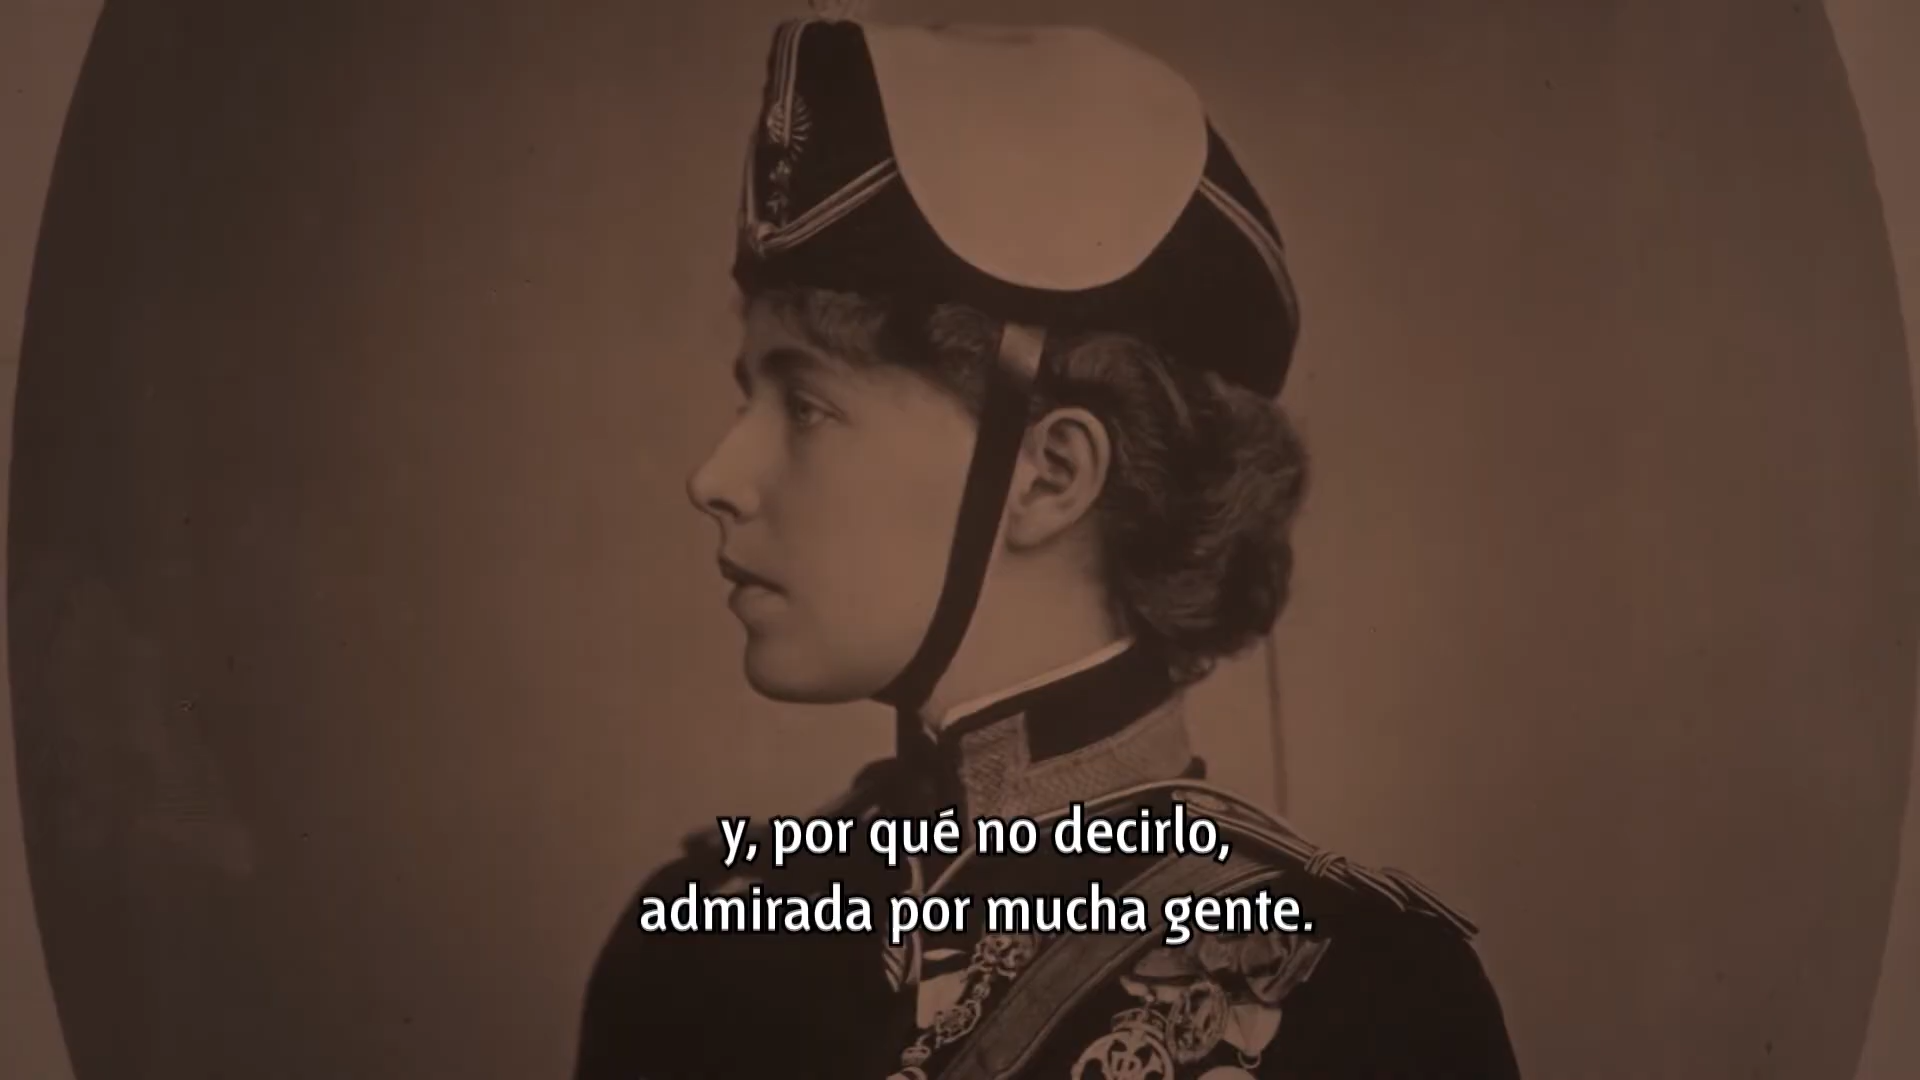 y, por qué no decirlo,
admirada por mucha gente.